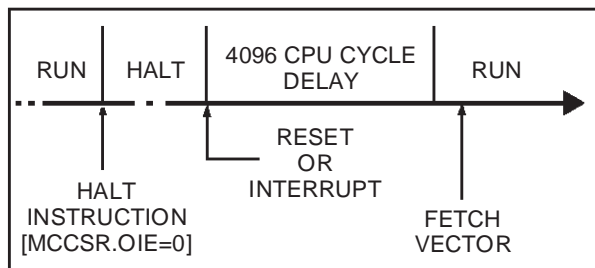 RUN
HALT
4096 CPU CYCLE
DELAY
RUN
RESET
OR
INTERRUPT
HALT
INSTRUCTION
[MCCSR.OIE=0]
FETCH
VECTOR